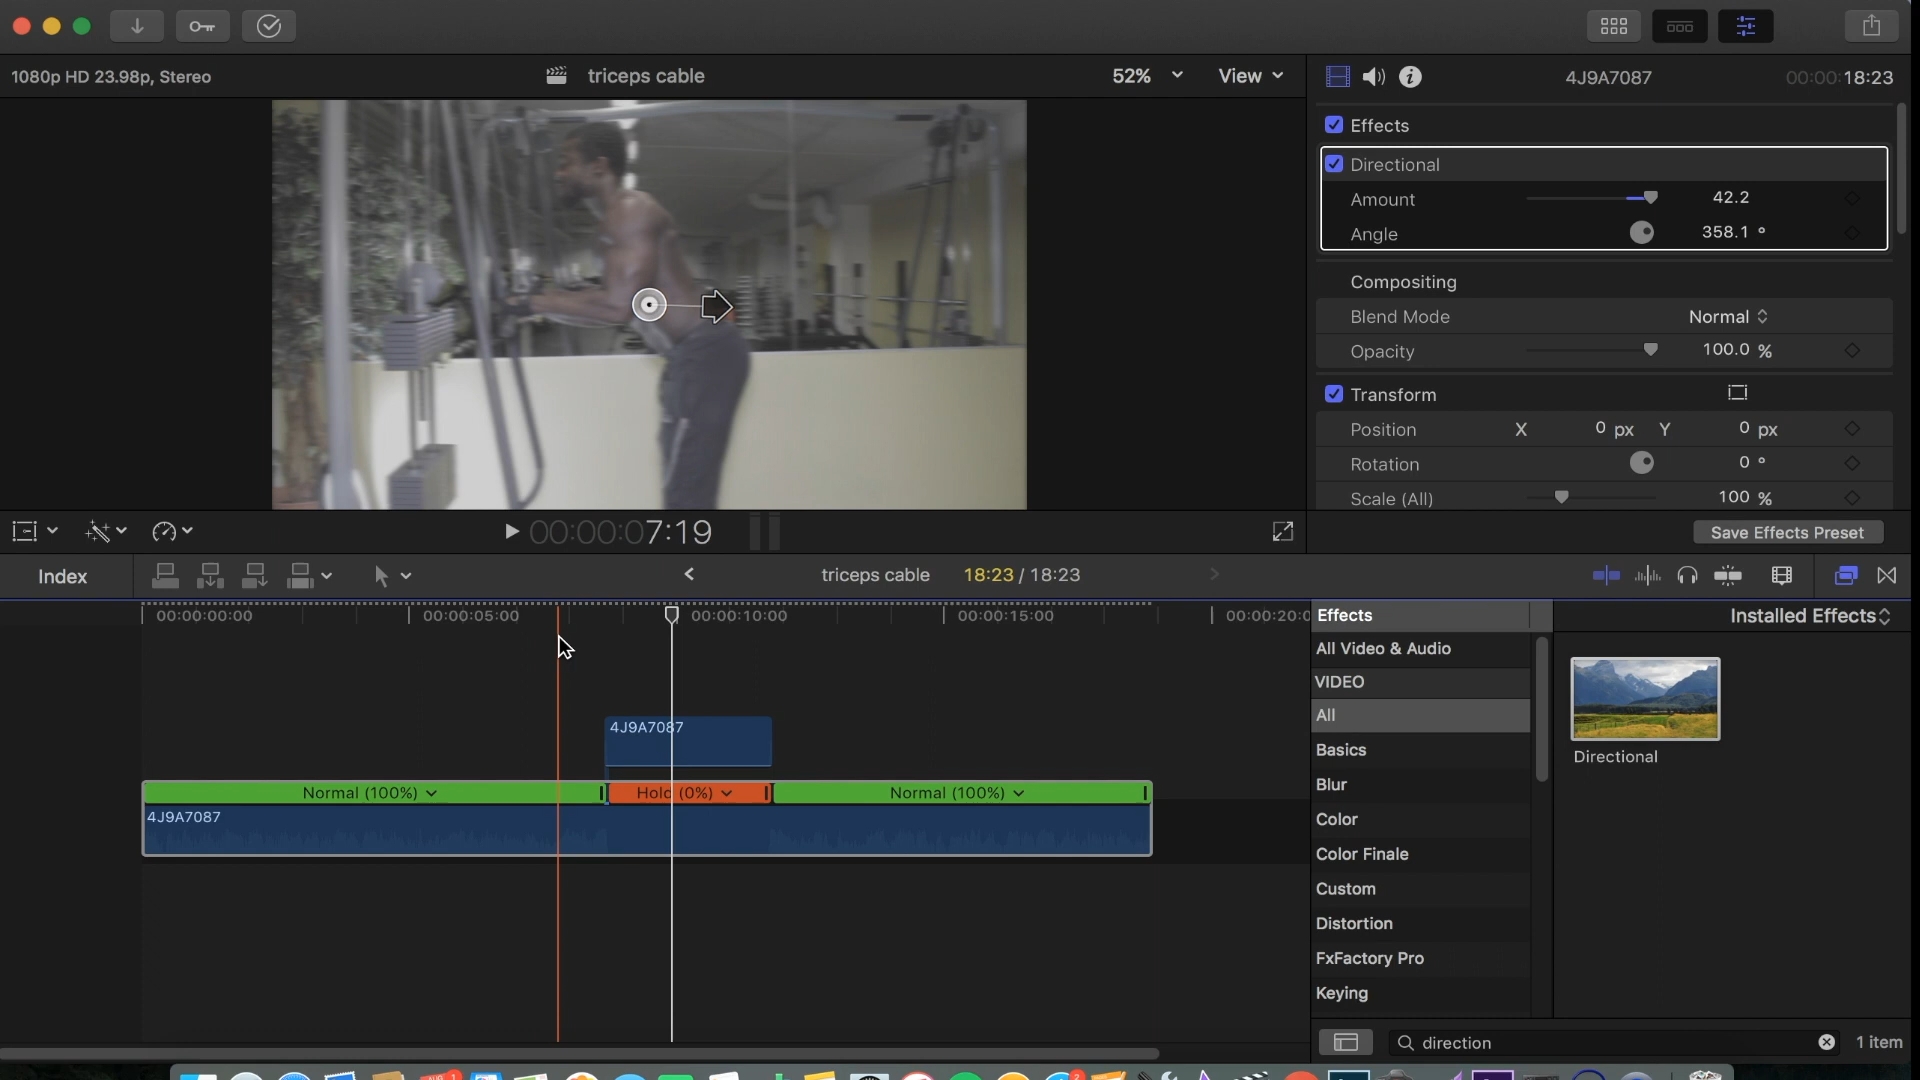 1080p HD 23.98p, Stereo
triceps cable
52%
View
4J9A7087
00:00:18:23
Effects
Directional
Amount
42.2
Angle
358.1 °
Compositing
Blend Mode
Normal
Opacity
100.0 %
Transform
Position
X
0 px
Y
0 px
Rotation
0 °
Scale (All)
100 %
00:00:07:19
Save Effects Preset
Index
triceps cable
18:23 / 18:23
00:00:00:00
00:00:05:00
00:00:10:00
00:00:15:00
00:00:20:0
4J9A7087
Normal (100%)
Hold (0%)
Normal (100%)
4J9A7087
Effects
Installed Effects
All Video & Audio
VIDEO
All
Basics
Blur
Color
Color Finale
Custom
Distortion
FxFactory Pro
Keying
Directional
direction
1 item